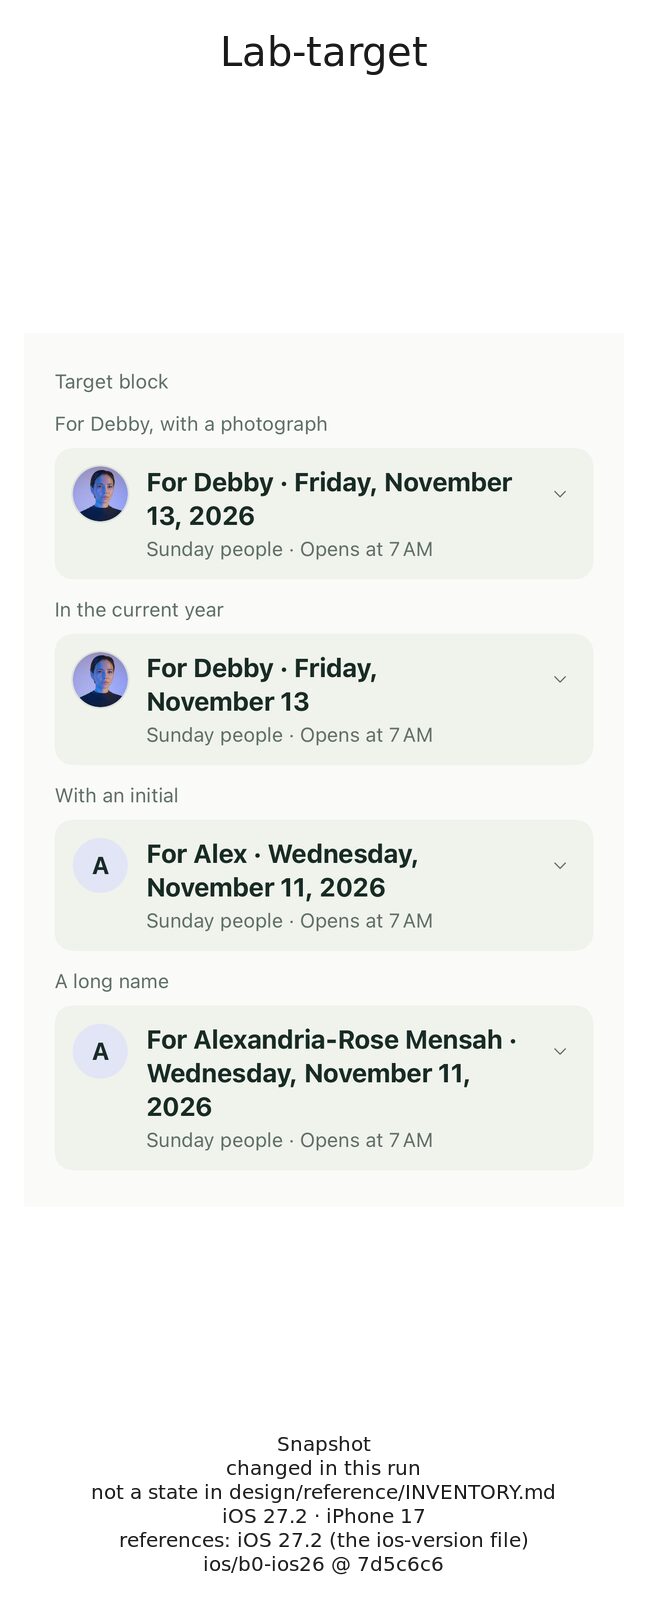 Lab-target
Target block
For Debby, with a photograph
For Debby · Friday, November
13, 2026
Sunday people · Opens at 7 AM
In the current year
For Debby · Friday,
November 13
Sunday people · Opens at 7 AM
With an initial
A
For Alex · Wednesday,
November 11, 2026
Sunday people · Opens at 7 AM
A long name
A
For Alexandria-Rose Mensah ·
Wednesday, November 11,
2026
Sunday people · Opens at 7 AM
Snapshot
changed in this run
not a state in design/reference/INVENTORY.md
iOS 27.2 · iPhone 17
references: iOS 27.2 (the ios-version file)
ios/b0-ios26 @ 7d5c6c6